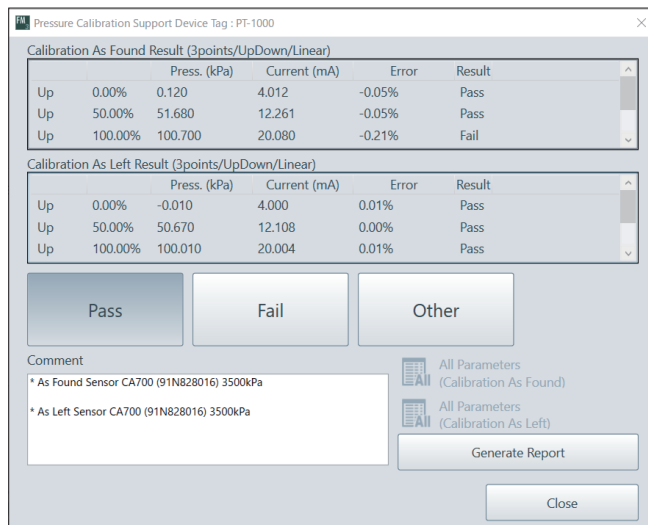 FM Pressure Calibration Support Device Tag : PT-1000
Calibration As Found Result (3points/UpDown/Linear)
Press. (kPa) Current (mA) Error Result
Up 0.00% 0.120 4.012 -0.05% Pass
Up 50.00% 51.680 12.261 -0.05% Pass
Up 100.00% 100.700 20.080 -0.21% Fail
Calibration As Left Result (3points/UpDown/Linear)
Press. (kPa) Current (mA) Error Result
Up 0.00% -0.010 4.000 0.01% Pass
Up 50.00% 50.670 12.108 0.00% Pass
Up 100.00% 100.010 20.004 0.01% Pass
Pass Fail Other
Comment
* As Found Sensor CA700 (91N828016) 3500kPa
* As Left Sensor CA700 (91N828016) 3500kPa
All All Parameters
(Calibration As Found)
All All Parameters
(Calibration As Left)
Generate Report
Close